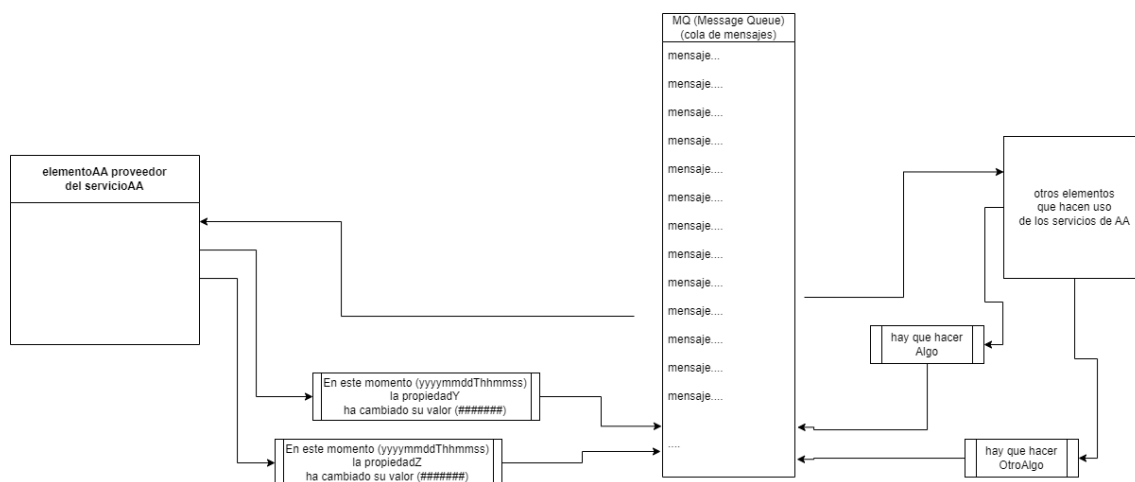 MQ (Message Queue)
(cola de mensajes)
mensaje...
mensaje....
mensaje....
mensaje....
mensaje....
mensaje....
mensaje....
mensaje....
mensaje....
mensaje....
mensaje....
mensaje....
mensaje....
....
elementoAA proveedor
del servicioAA
otros elementos
que hacen uso
de los servicios de AA
hay que hacer
Algo
En este momento (yyyymmddThhmmss)
la propiedadY
ha cambiado su valor (#######)
En este momento (yyyymmddThhmmss)
la propiedadZ
ha cambiado su valor (#######)
hay que hacer
OtroAlgo